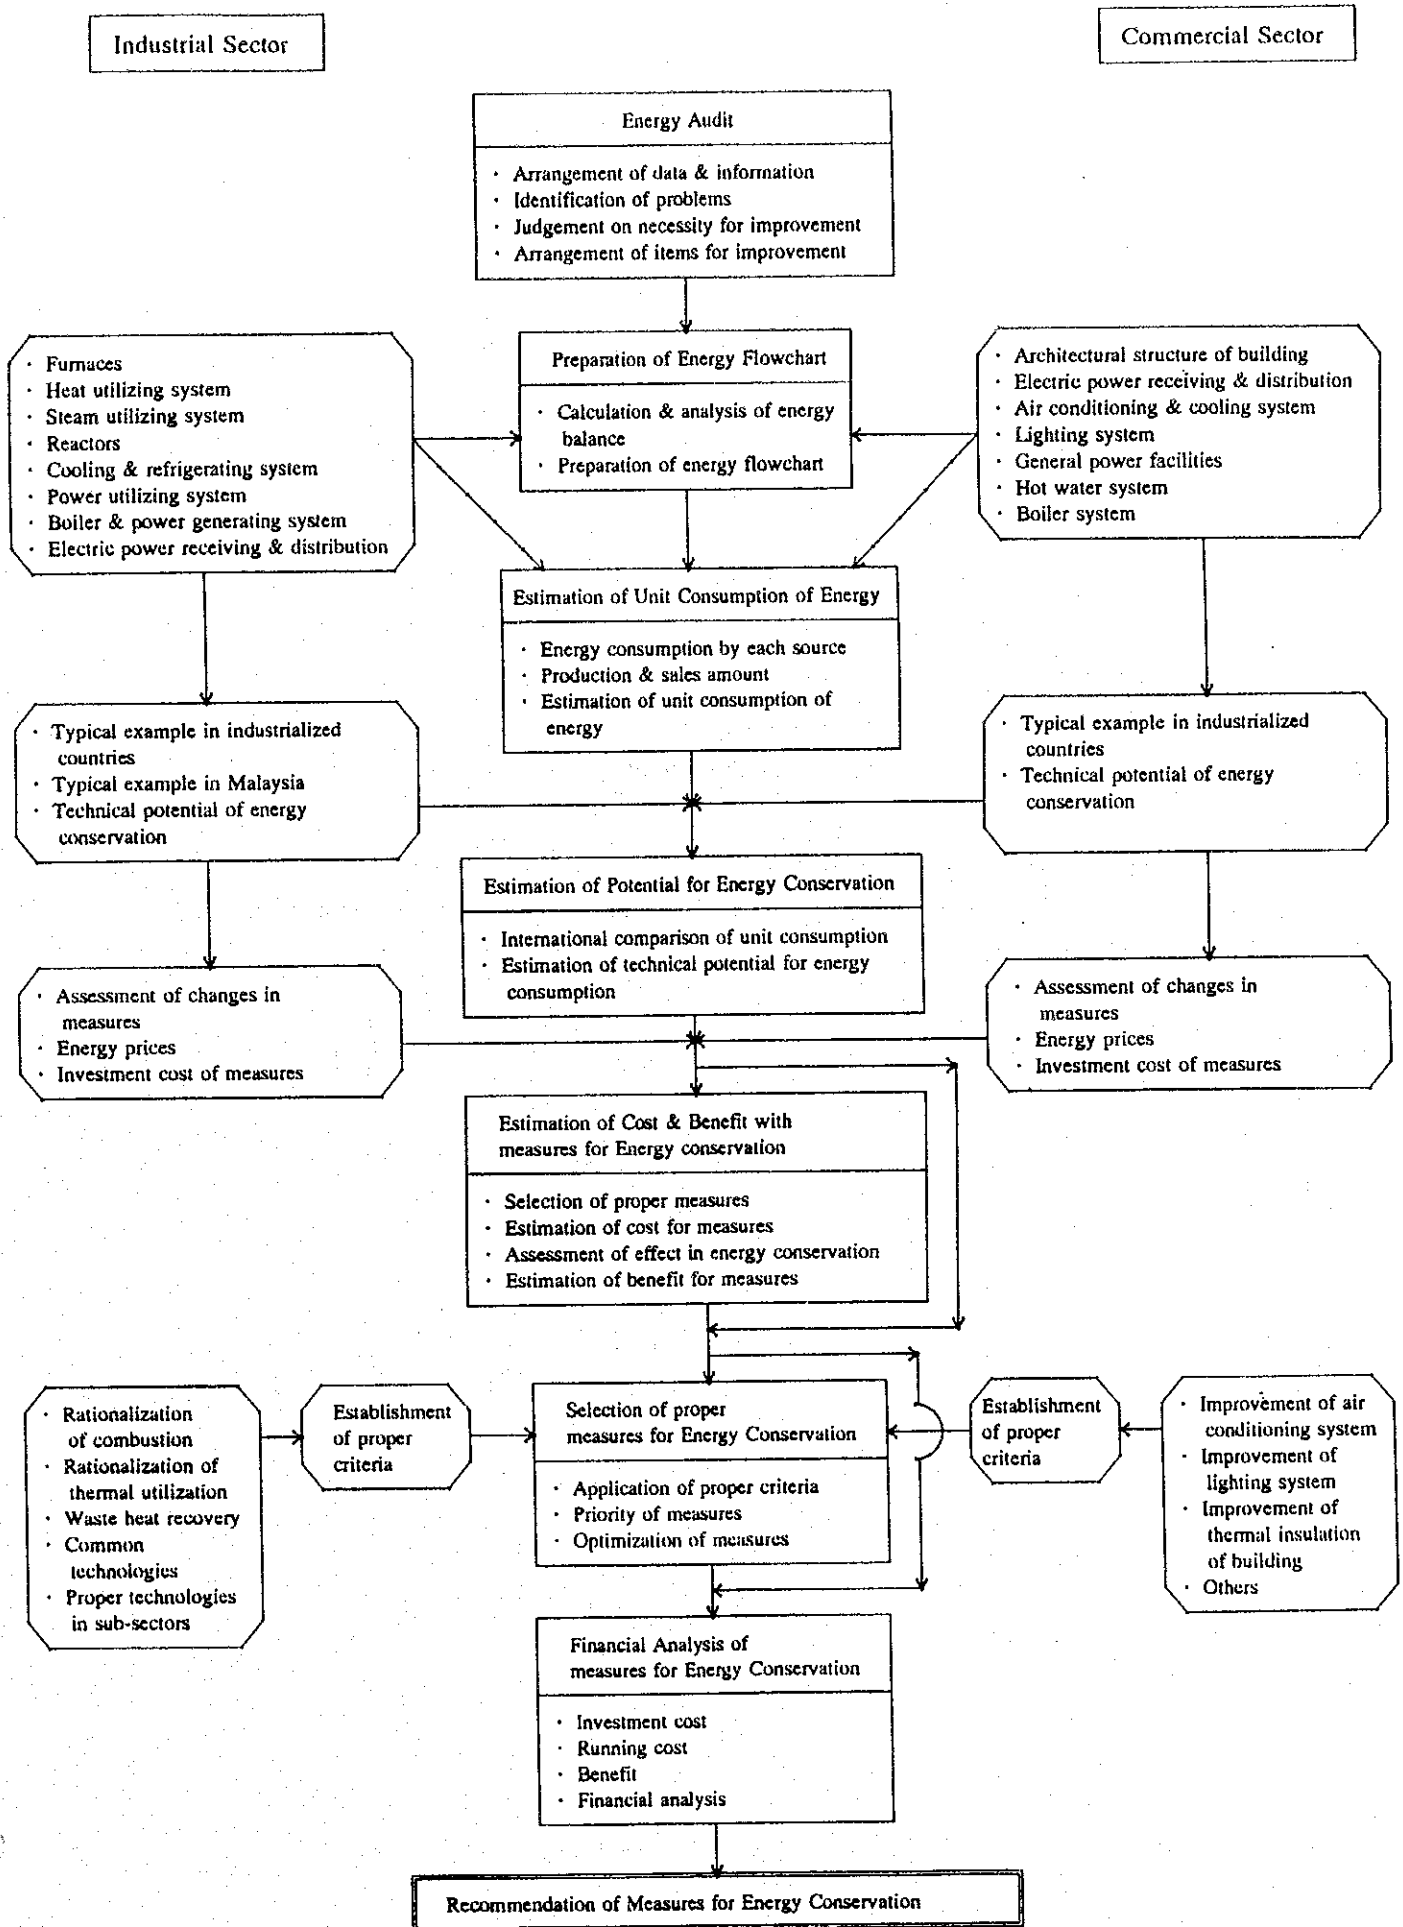 Industrial Sector
Commercial Sector
Energy Audit
· Arrangement of data & information
· Identification of problems
· Judgement on necessity for improvement
· Arrangement of items for improvement
· Furnaces
· Heat utilizing system
· Steam utilizing system
· Reactors
· Cooling & refrigerating system
· Power utilizing system
· Boiler & power generating system
· Electric power receiving & distribution
Preparation of Energy Flowchart
· Calculation & analysis of energy
balance
· Preparation of energy flowchart
· Architectural structure of building
· Electric power receiving & distribution
· Air conditioning & cooling system
· Lighting system
· General power facilities
· Hot water system
· Boiler system
Estimation of Unit Consumption of Energy
· Energy consumption by each source
· Production & sales amount
· Estimation of unit consumption of
energy
· Typical example in industrialized
countries
· Typical example in Malaysia
· Technical potential of energy
conservation
· Typical example in industrialized
countries
· Technical potential of energy
conservation
Estimation of Potential for Energy Conservation
· International comparison of unit consumption
· Estimation of technical potential for energy
consumption
· Assessment of changes in
measures
· Energy prices
· Investment cost of measures
· Assessment of changes in
measures
· Energy prices
· Investment cost of measures
Estimation of Cost & Benefit with
measures for Energy conservation
· Selection of proper measures
· Estimation of cost for measures
· Assessment of effect in energy conservation
· Estimation of benefit for measures
· Rationalization
of combustion
· Rationalization of
thermal utilization
· Waste heat recovery
· Common
technologies
· Proper technologies
in sub-sectors
Establishment
of proper
criteria
Selection of proper
measures for Energy Conservation
· Application of proper criteria
· Priority of measures
· Optimization of measures
Establishment
of proper
criteria
· Improvement of air
conditioning system
· Improvement of
lighting system
· Improvement of
thermal insulation
of building
· Others
Financial Analysis of
measures for Energy Conservation
· Investment cost
· Running cost
· Benefit
· Financial analysis
Recommendation of Measures for Energy Conservation